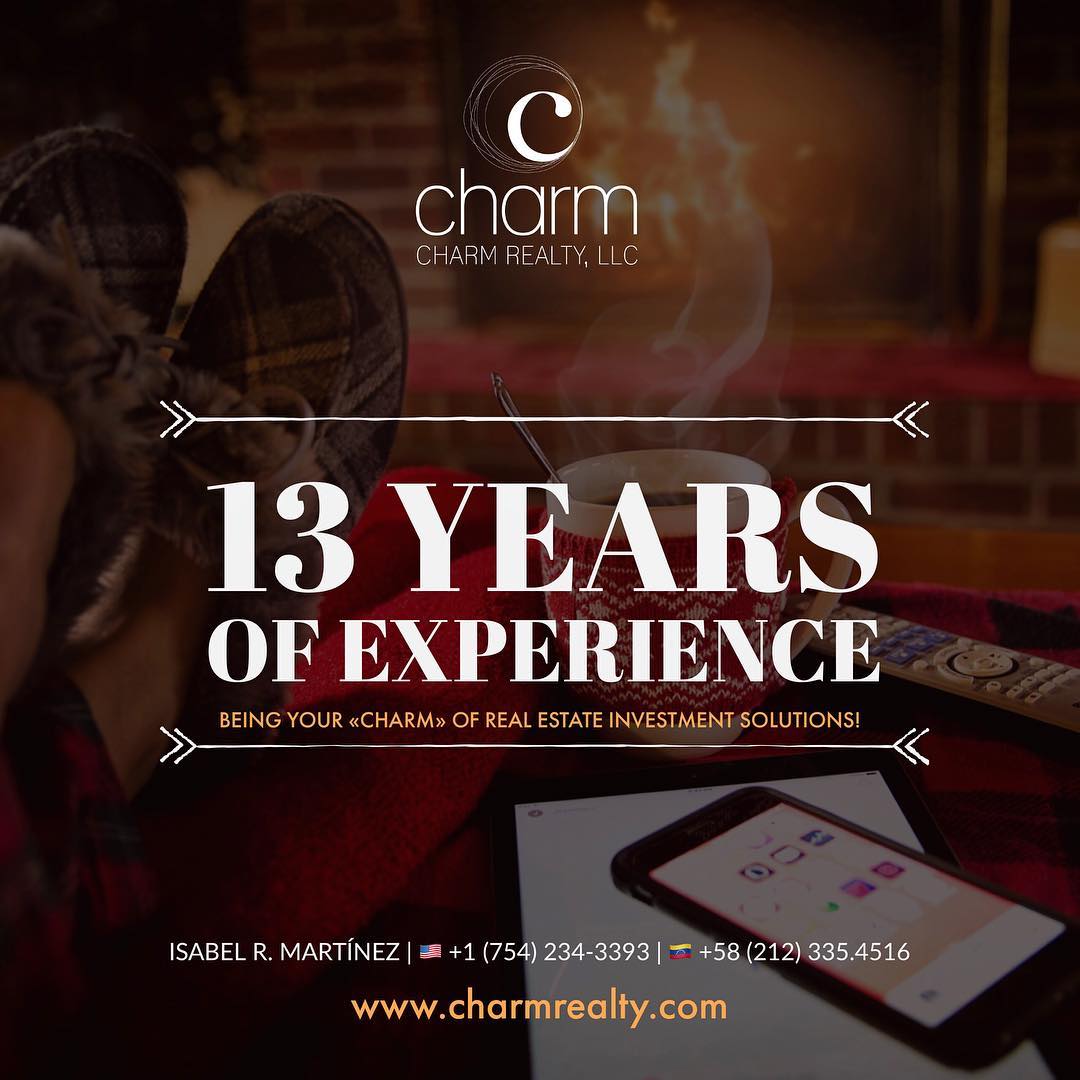 c
charm
CHARM REALTY, LLC
13 YEARS
OF EXPERIENCE
BEING YOUR «CHARM» OF REAL ESTATE INVESTMENT SOLUTIONS!
ISABEL R. MARTÍNEZ | 🇺🇸 +1 (754) 234-3393 | 🇻🇪 +58 (212) 335.4516
www.charmrealty.com